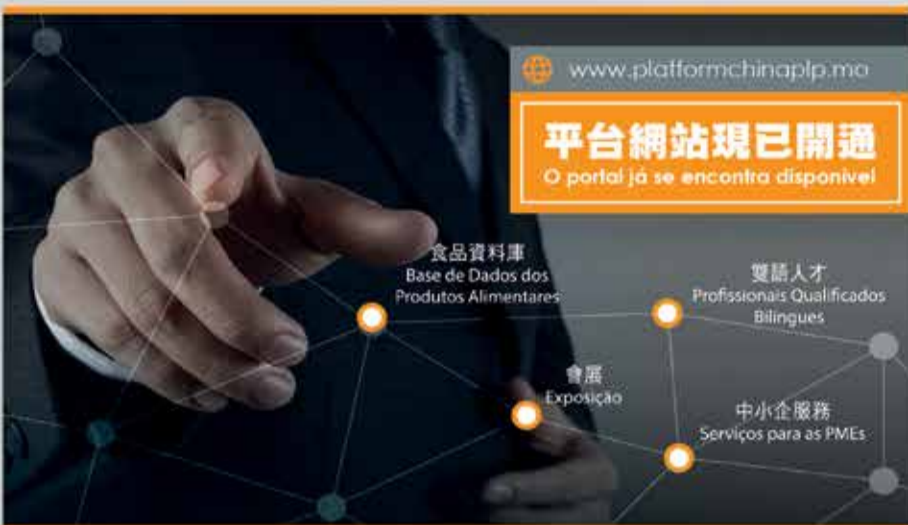 www.platformchinaplp.mo
平台網站現已開通
O portal já se encontra disponível
食品資料庫
Base de Dados dos
Produtos Alimentares
雙語人才
Profissionais Qualificados
Bilingues
會展
Exposição
中小企服務
Serviços para as PMEs